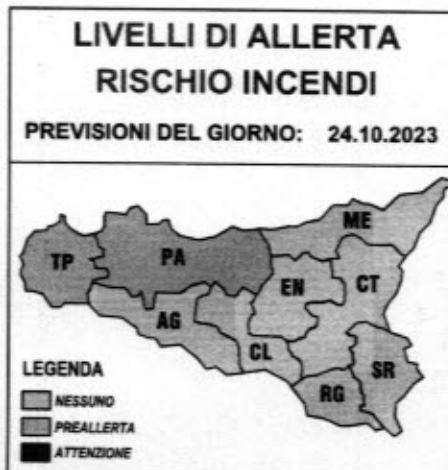 LIVELLI DI ALLERTA
RISCHIO INCENDI
PREVISIONI DEL GIORNO: 24.10.2023
ME
TP
PA
EN
CT
AG
CL
SR
RG
LEGENDA
NESSUNO
PREALLERTA
ATTENZIONE